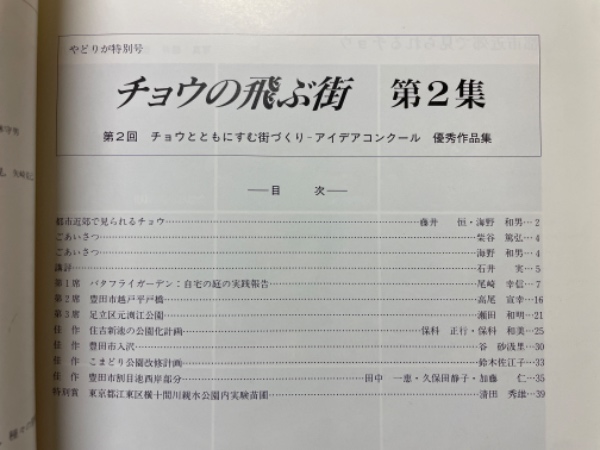 やどりが特別号
チョウの飛ぶ街 第2集
第2回 チョウとともにすむ街づくり-アイデアコンクール 優秀作品集
目 次
都市近郊で見られるチョウ 藤井 恒・海野 和男 2
ごあいさつ 柴谷 篤弘 4
ごあいさつ 海野 和男 4
講評 石井 実 5
第1席 バタフライガーデン:自宅の庭の実践報告 尾崎 幸信 7
第2席 豊田市越戸平戸橋 高尾 宣幸 16
第3席 足立区元渕江公園 瀬田 和明 21
佳作 住吉新池の公園化計画 保科 正行・保科 和美 25
佳作 豊田市入沢 谷 砂汲里 30
佳作 こまどり公園改修計画 鈴木佐江子 33
佳作 豊田市割目池西岸部分 田中 一恵・久保田静子・加藤 仁 35
特別賞 東京都江東区横十間川親水公園内実験苗圃 清田 秀雄 39